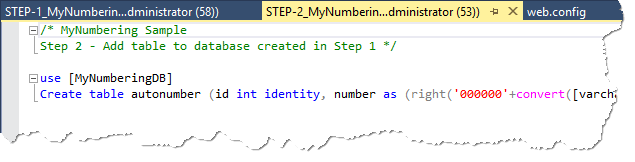 STEP-1_MyNumberin...dministrator (58))
STEP-2_MyNumberin...dministrator (53))
web.config
/* MyNumbering Sample
Step 2 - Add table to database created in Step 1 */
use [MyNumberingDB]
Create table autonumber (id int identity, number as (right('000000'+convert([varch